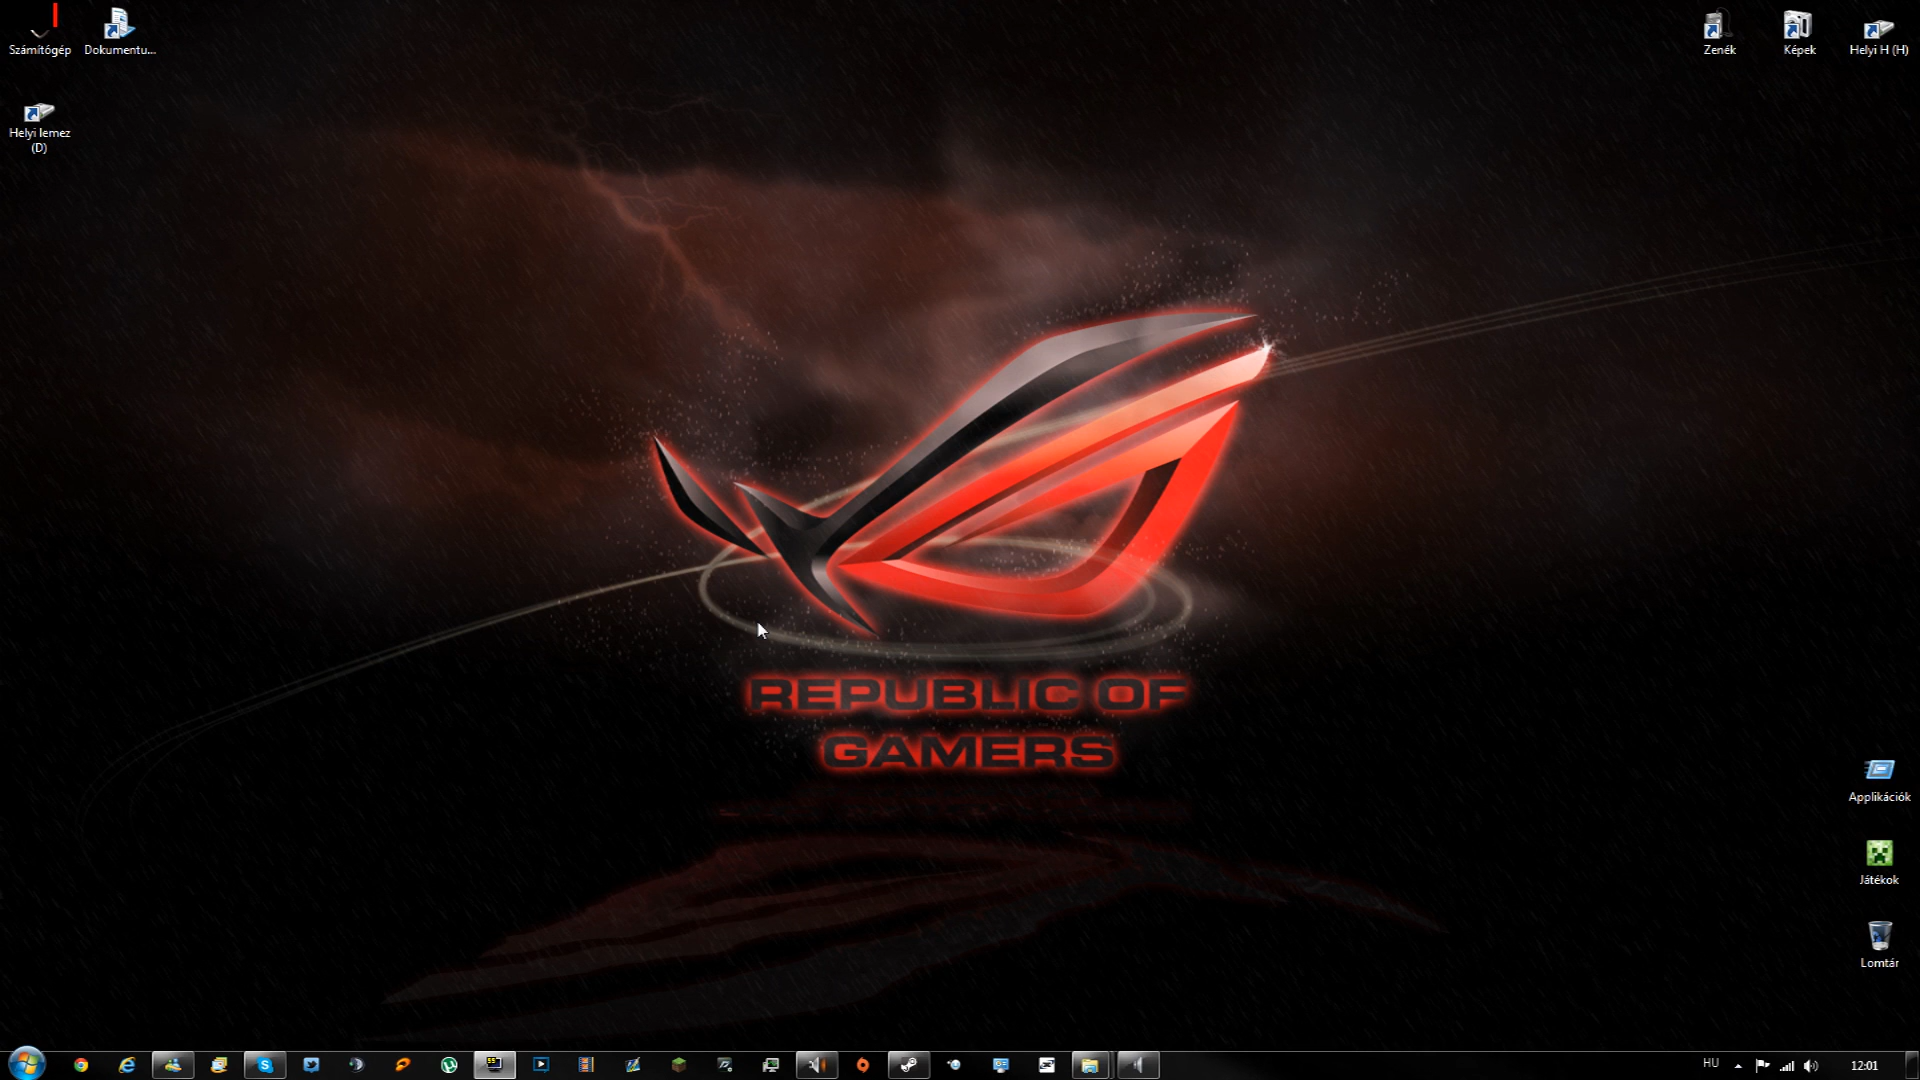 Számítógép
Dokumentu...
Zenék
Képek
Helyi H (H)
Helyi lemez
(D)
REPUBLIC OF
GAMERS
Applikációk
Játékok
Lomtár
HU
12:01